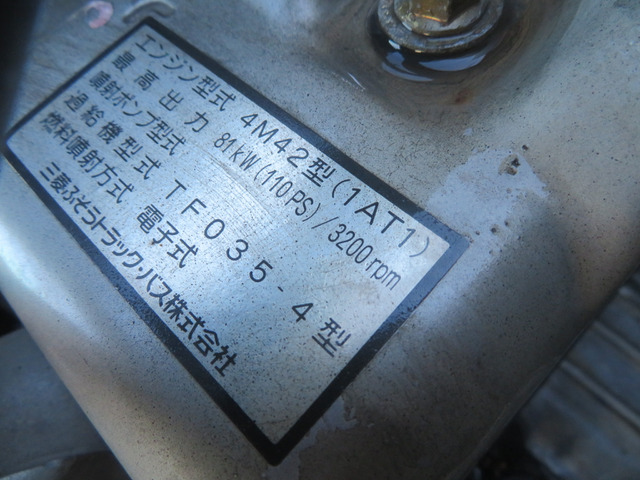 エンジン型式 4M42型(1AT1)
最高出力 81kW(110PS)/3200rpm
噴射ポンプ型式
過給機型式 TF035-4型
燃料噴射方式 電子式
三菱ふそうトラック・バス株式会社